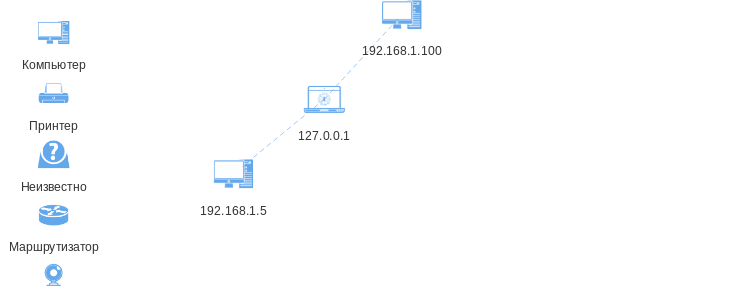 Компьютер
Принтер
Неизвестно
Маршрутизатор
192.168.1.100
127.0.0.1
192.168.1.5